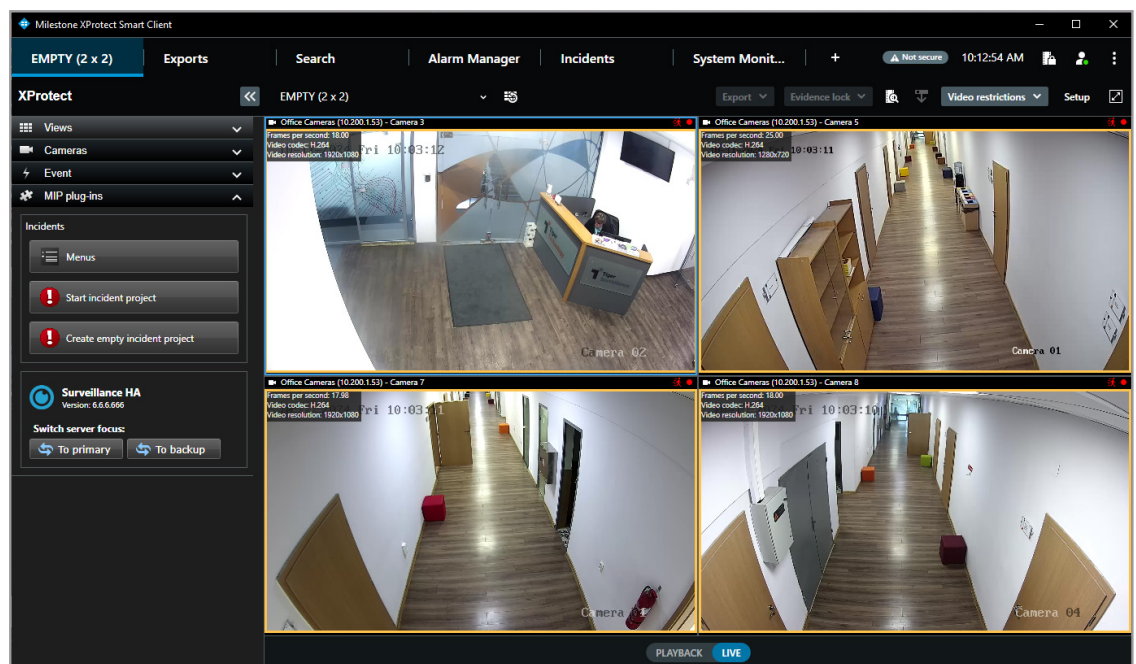 Milestone XProtect Smart Client
EMPTY (2 x 2)
Exports
Search
Alarm Manager
Incidents
System Monit...
+
Not secure
10:12:54 AM
XProtect
EMPTY (2 x 2)
Export
Evidence lock
Video restrictions
Setup
Views
Cameras
Event
MIP plug-ins
Incidents
Menus
Start incident project
Create empty incident project
Surveillance HA
Version: 6.6.6.666
Switch server focus:
To primary
To backup
Office Cameras (10.200.1.53) - Camera 3
Frames per second: 18.00
Video codec: H.264
Video resolution: 1920x1080
Fri 10:03:12
Tiger
Camera 02
Office Cameras (10.200.1.53) - Camera 5
Frames per second: 25.00
Video codec: H.264
Video resolution: 1280x720
10:03:11
Camera 01
Office Cameras (10.200.1.53) - Camera 7
Frames per second: 17.98
Video codec: H.264
Video resolution: 1920x1080
Fri 10:03:11
Camera
Office Cameras (10.200.1.53) - Camera 8
Frames per second: 18.00
Video codec: H.264
Video resolution: 1920x1080
Fri 10:03:10
Camera 04
PLAYBACK
LIVE